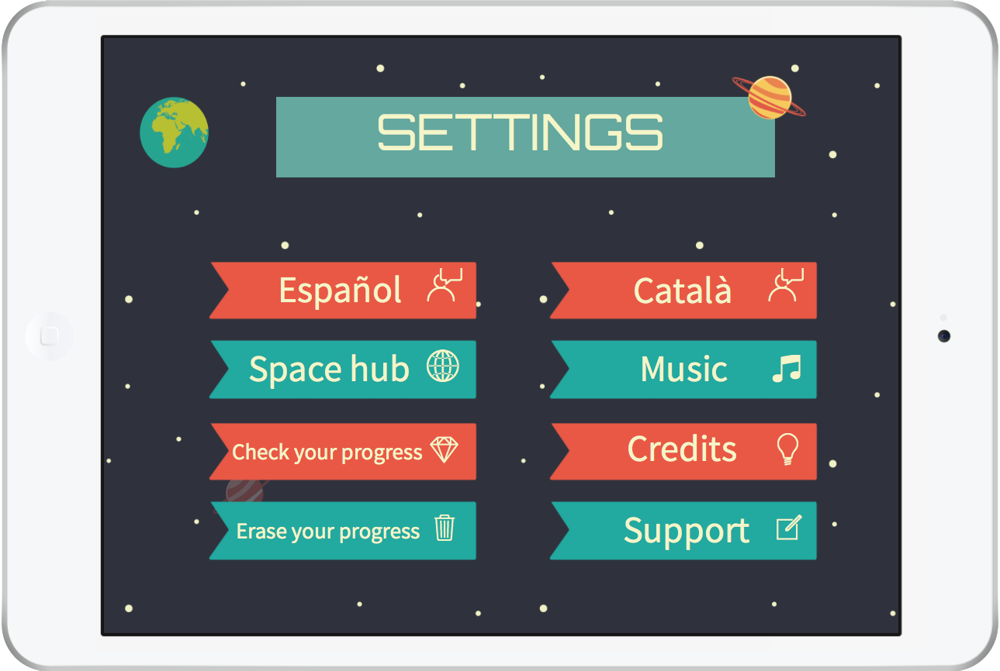 SETTINGS
Español
Català
Space hub
Music
Check your progress
Credits
Erase your progress
Support